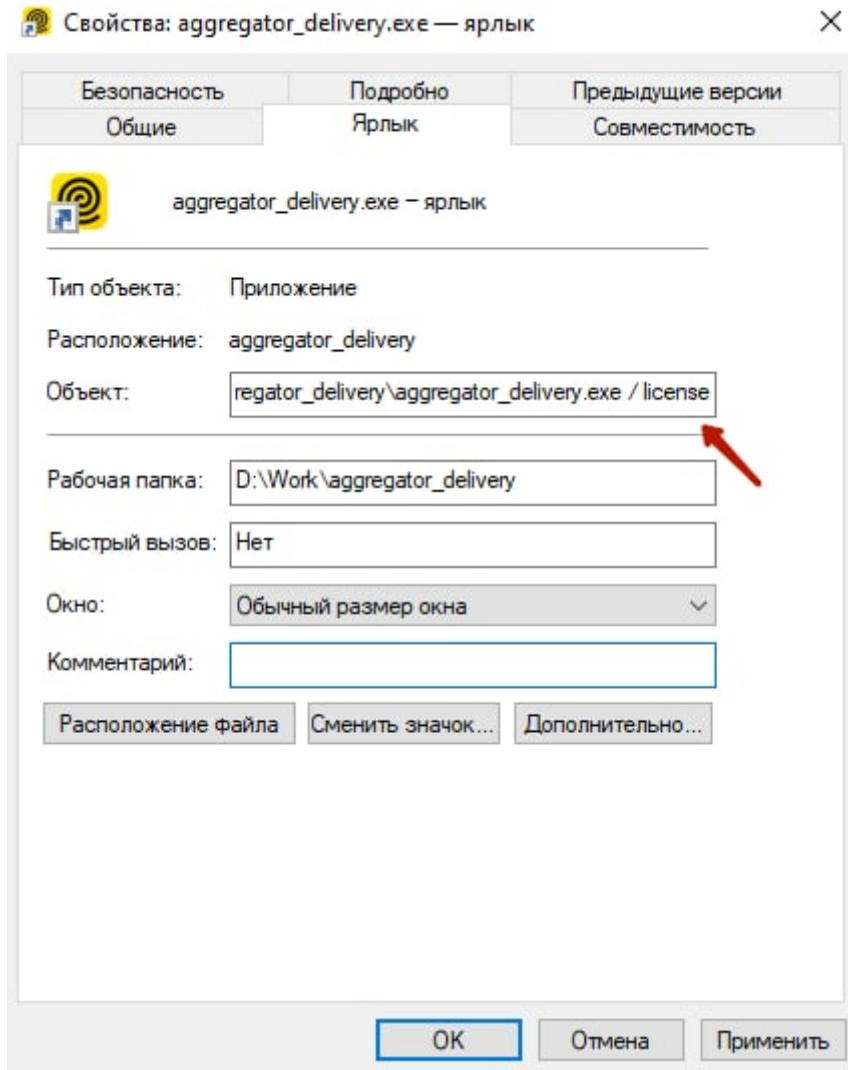 Свойства: aggregator_delivery.exe — ярлык
Безопасность Подробно Предыдущие версии
Общие Ярлык Совместимость
aggregator_delivery.exe – ярлык
Тип объекта: Приложение
Расположение: aggregator_delivery
Объект: regator_delivery\aggregator_delivery.exe / license
Рабочая папка: D:\Work\aggregator_delivery
Быстрый вызов: Нет
Окно: Обычный размер окна
Комментарий:
Расположение файла Сменить значок... Дополнительно...
OK Отмена Применить